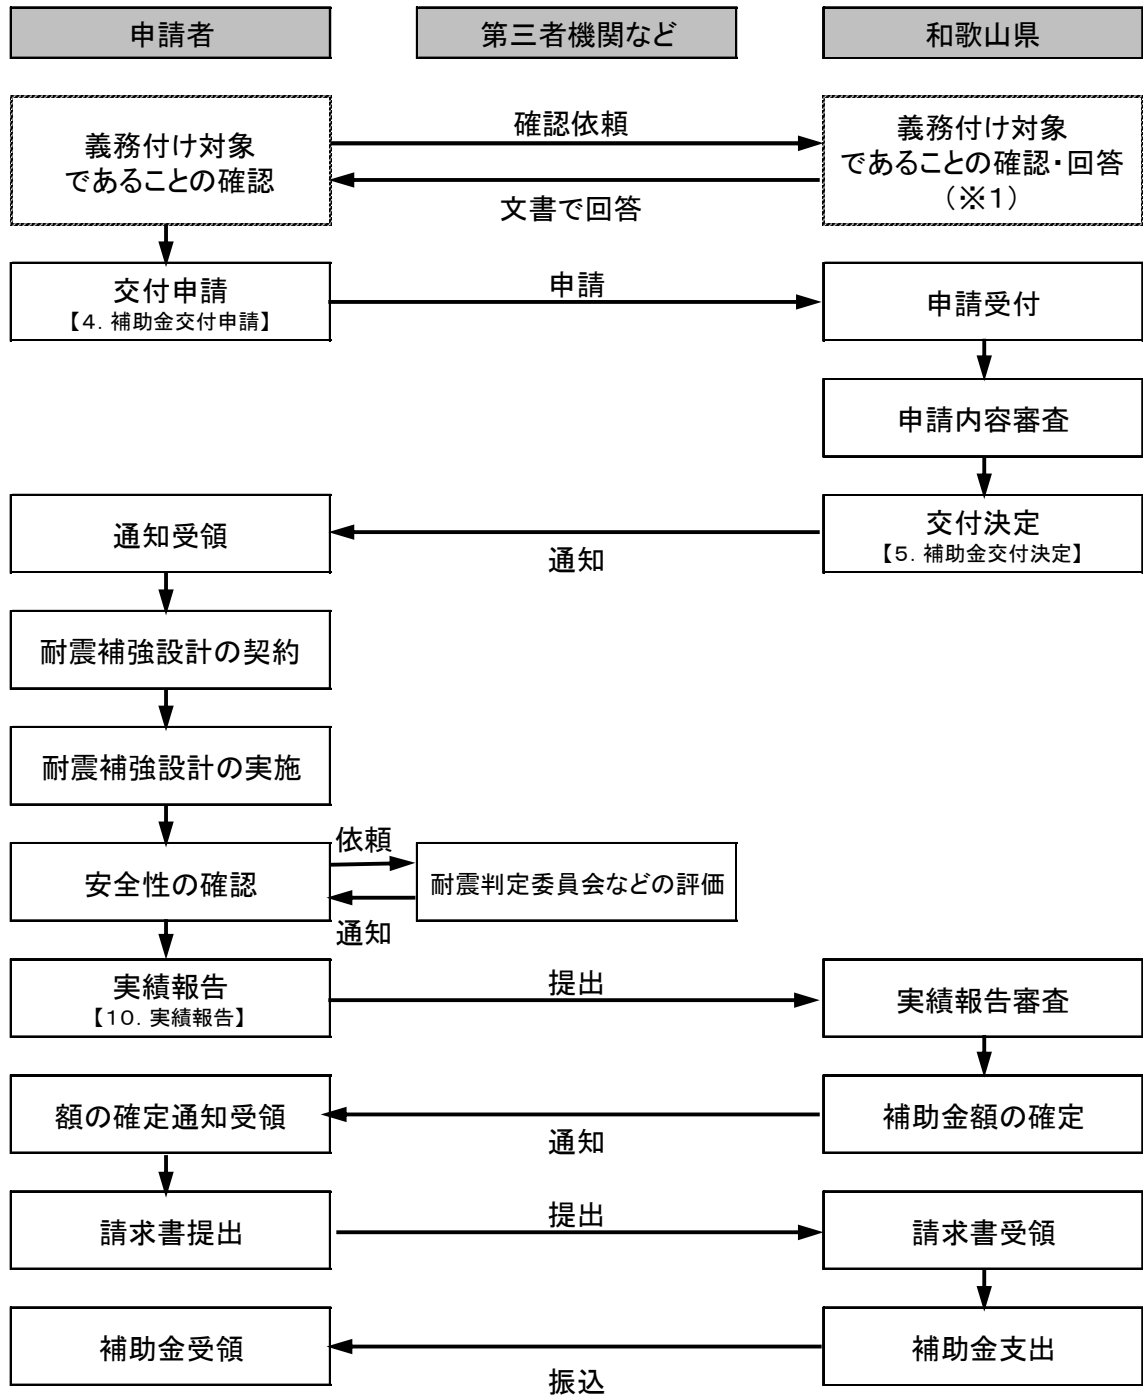 申請者
第三者機関など
和歌山県
義務付け対象
であることの確認
確認依頼
文書で回答
義務付け対象
であることの確認・回答
（※１）
交付申請
【４．補助金交付申請】
申請
申請受付
申請内容審査
交付決定
【５．補助金交付決定】
通知
通知受領
耐震補強設計の契約
耐震補強設計の実施
安全性の確認
依頼
通知
耐震判定委員会などの評価
実績報告
【１０．実績報告】
提出
実績報告審査
補助金額の確定
通知
額の確定通知受領
請求書提出
提出
請求書受領
補助金支出
振込
補助金受領